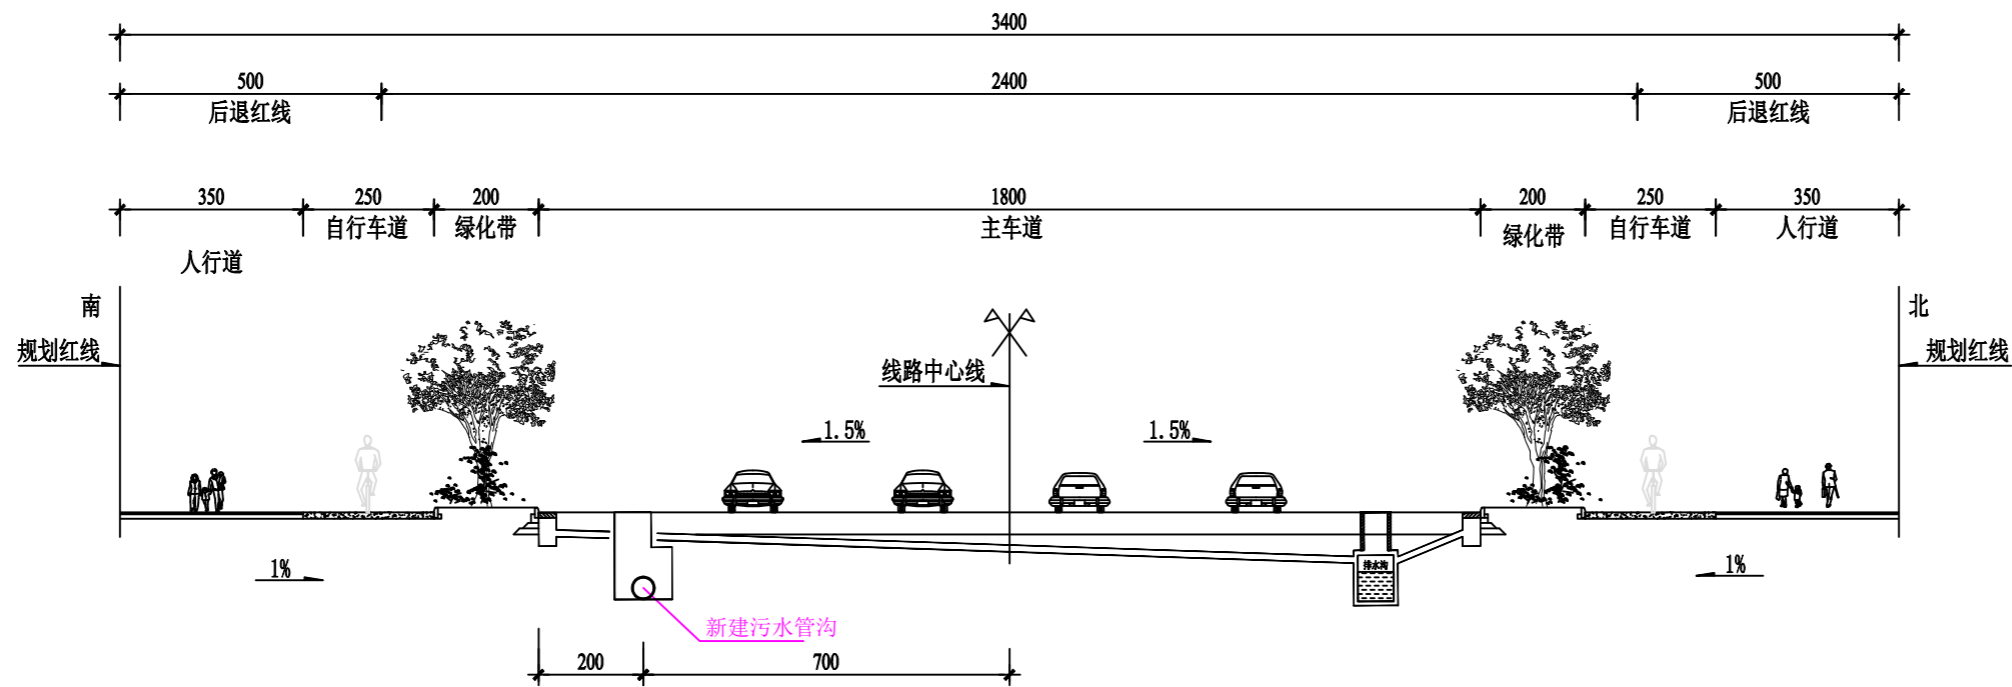 3400
500 2400 500
后退红线 后退红线
350 250 200 1800 200 250 350
自行车道 绿化带 主车道 绿化带 自行车道 人行道
人行道
南 北
规划红线 规划红线
线路中心线
1.5% 1.5%
排水沟
1% 1%
新建污水管沟
200 700